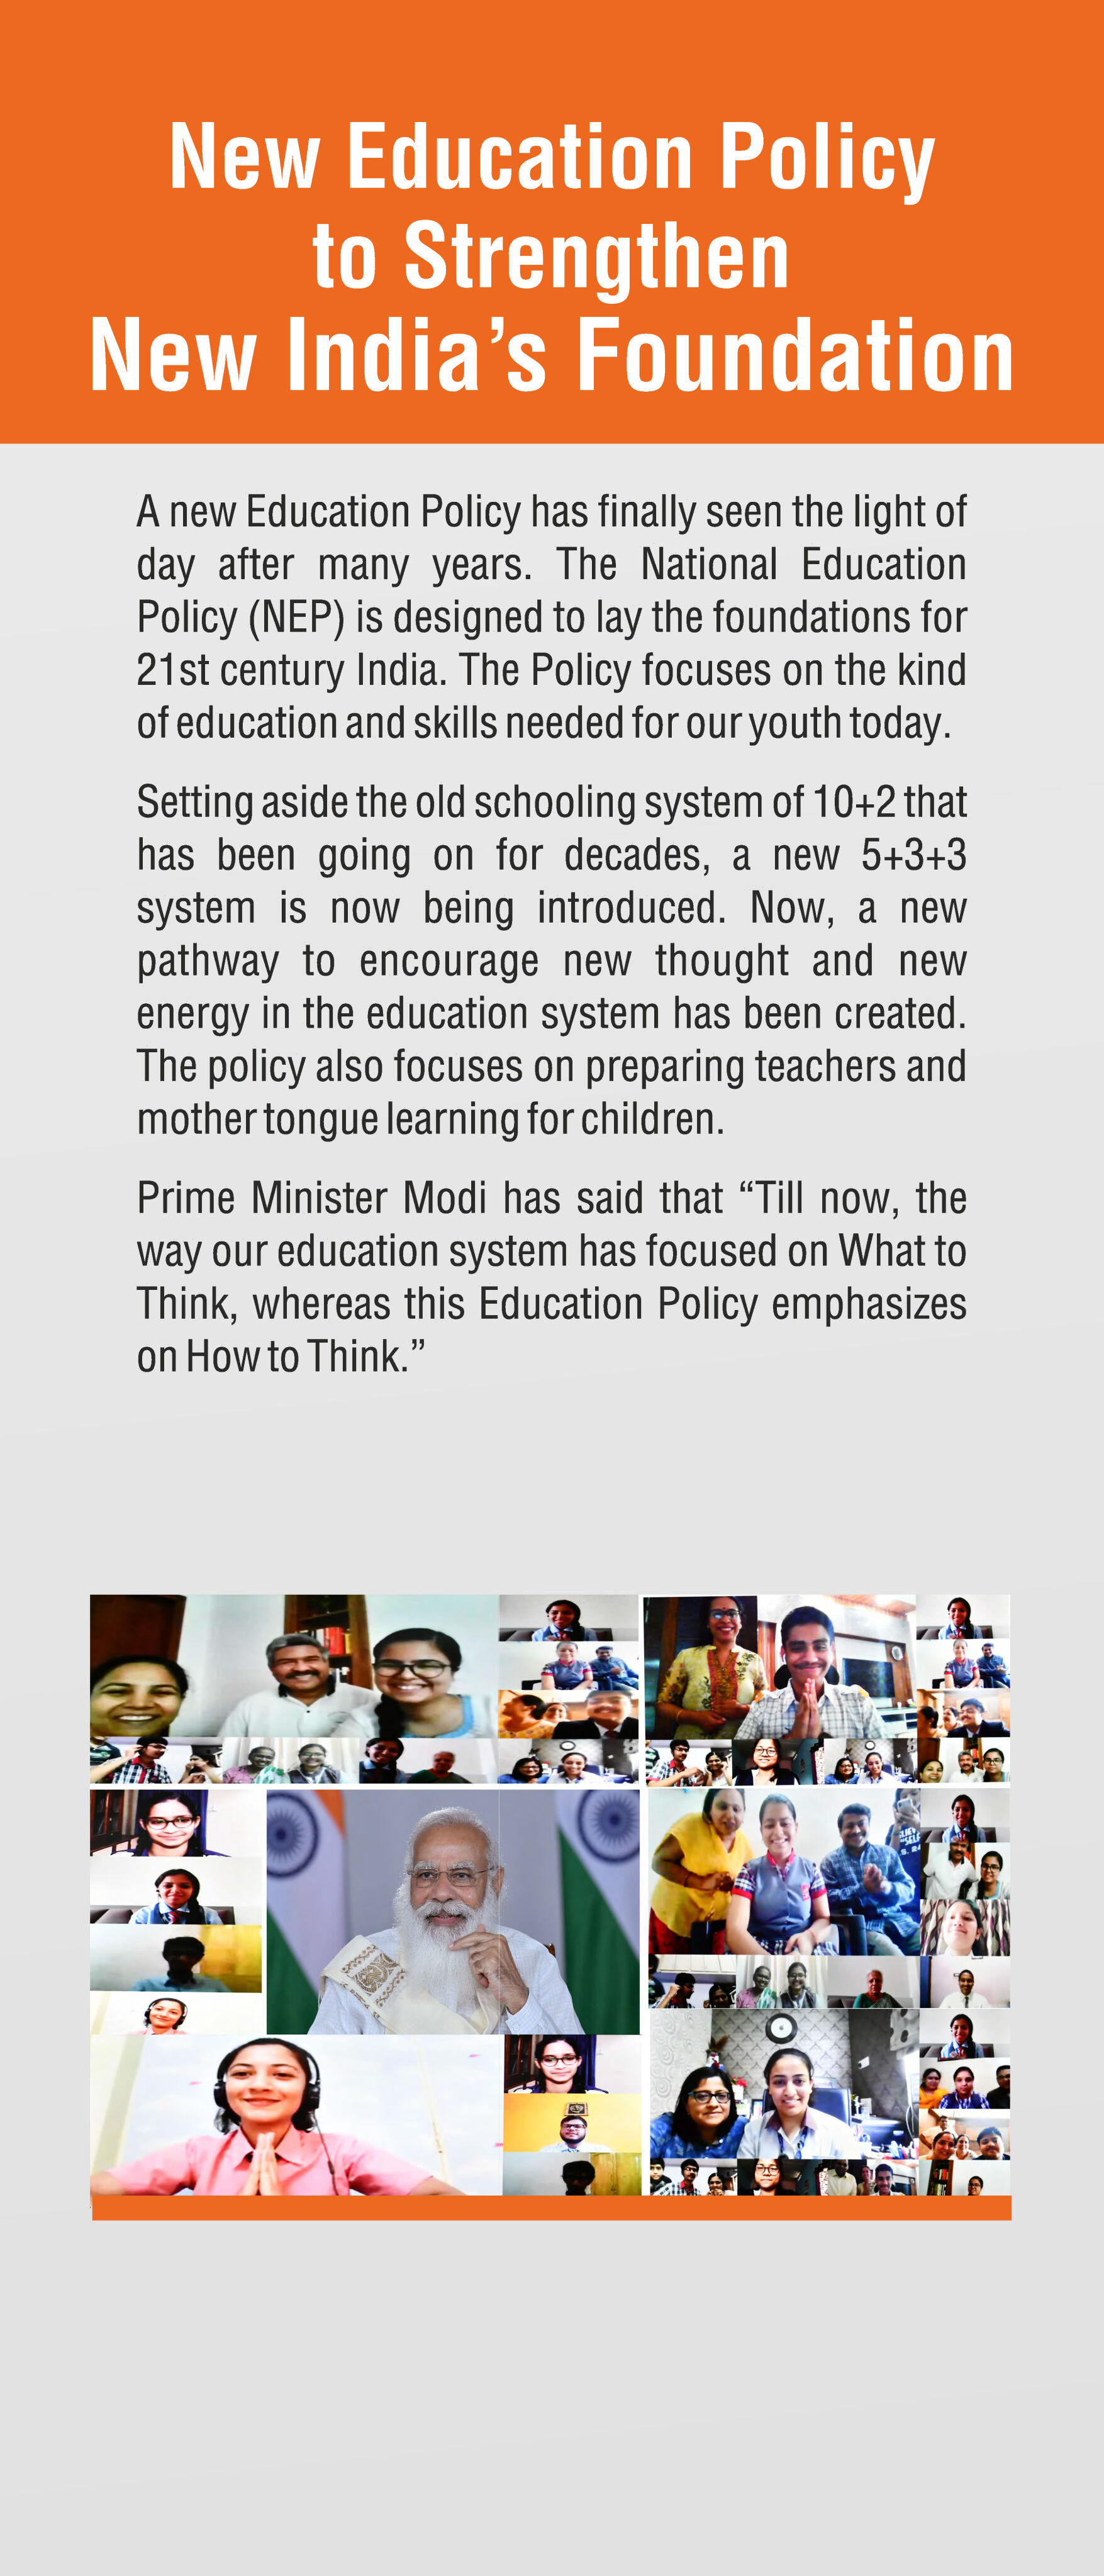 New Education Policy
to Strengthen
New India’s Foundation
A new Education Policy has finally seen the light of
day after many years. The National Education
Policy (NEP) is designed to lay the foundations for
21st century India. The Policy focuses on the kind
of education and skills needed for our youth today.
Setting aside the old schooling system of 10+2 that
has been going on for decades, a new 5+3+3
system is now being introduced. Now, a new
pathway to encourage new thought and new
energy in the education system has been created.
The policy also focuses on preparing teachers and
mother tongue learning for children.
Prime Minister Modi has said that “Till now, the
way our education system has focused on What to
Think, whereas this Education Policy emphasizes
on How to Think.”